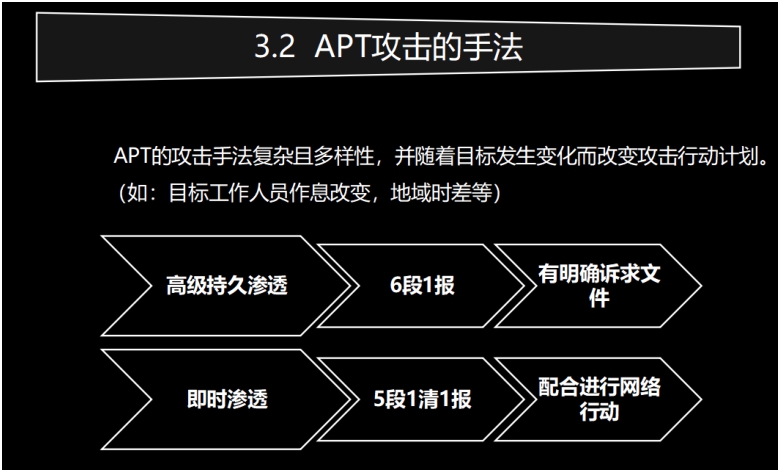 3.2 APT攻击的手法
APT的攻击手法复杂且多样性，并随着目标发生变化而改变攻击行动计划。
（如：目标工作人员作息改变，地域时差等）
高级持久渗透
6段1报
有明确诉求文
件
即时渗透
5段1清1报
配合进行网络
行动